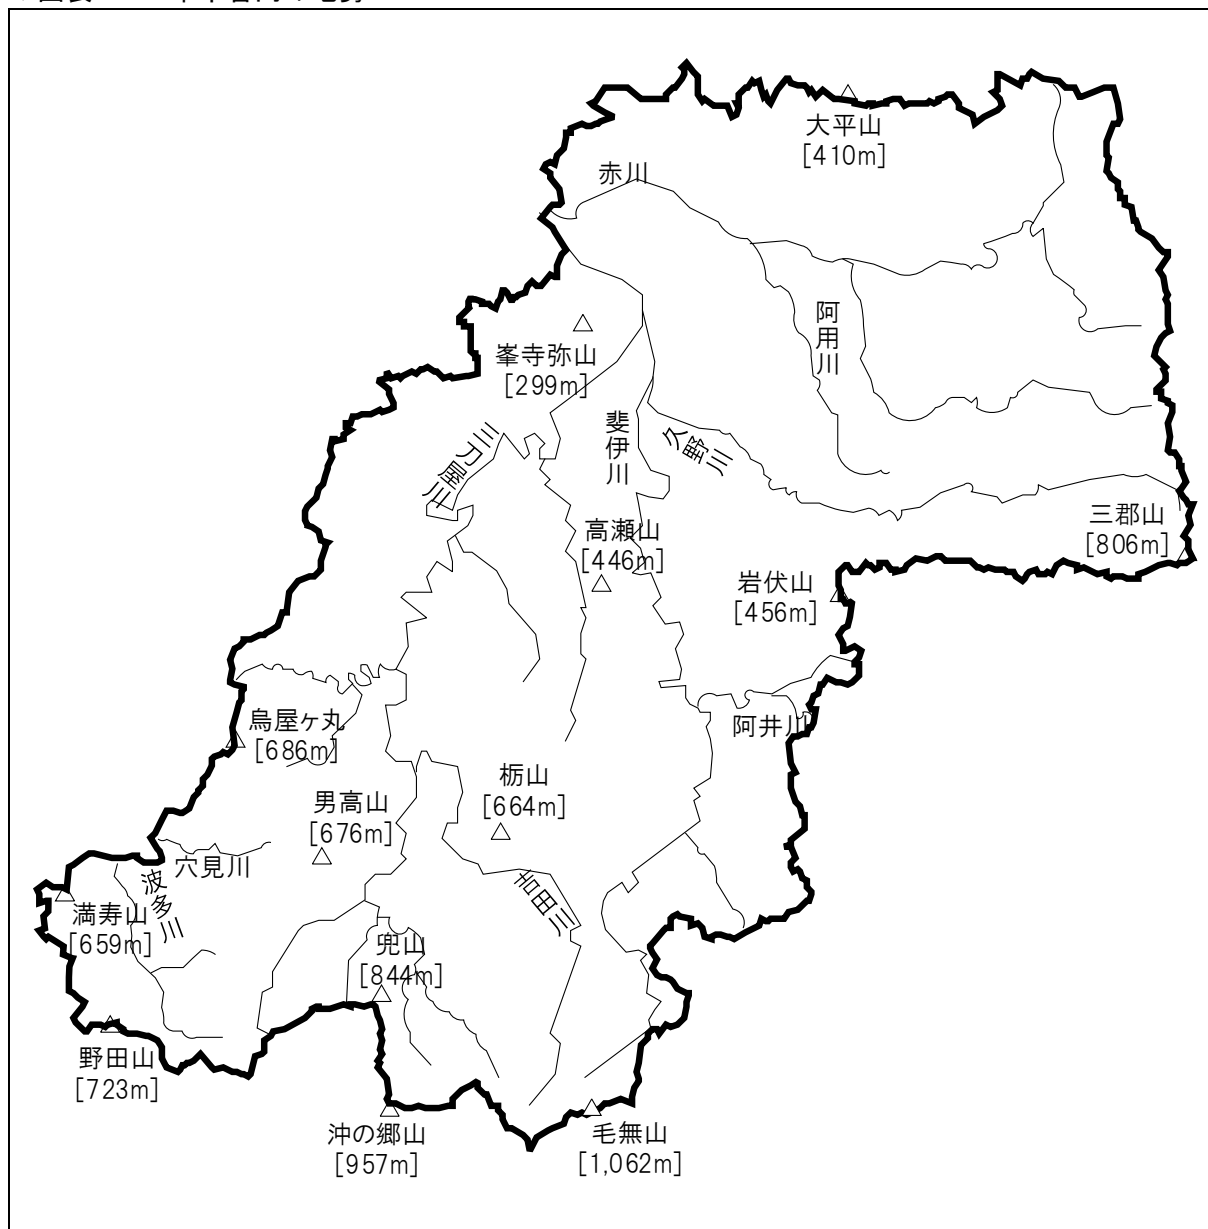 大平山
[410m]
赤川
阿用川
峯寺弥山
[299m]
斐伊川
久野川
三刀屋川
高瀬山
[446m]
三郡山
[806m]
岩伏山
[456m]
烏屋ヶ丸
[686m]
阿井川
栃山
[664m]
男高山
[676m]
穴見川
波多川
吉田川
満寿山
[659m]
兜山
[844m]
野田山
[723m]
沖の郷山
[957m]
毛無山
[1,062m]